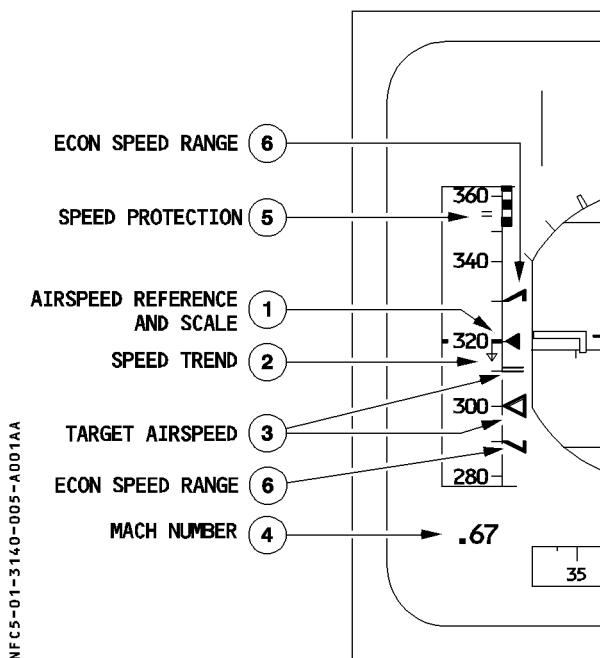 ECON SPEED RANGE 6
SPEED PROTECTION 5
AIRSPEED REFERENCE
AND SCALE 1
SPEED TREND 2
TARGET AIRSPEED 3
ECON SPEED RANGE 6
MACH NUMBER 4
360
340
320
300
280
.67
35
NFC5-01-3140-005-A001AA